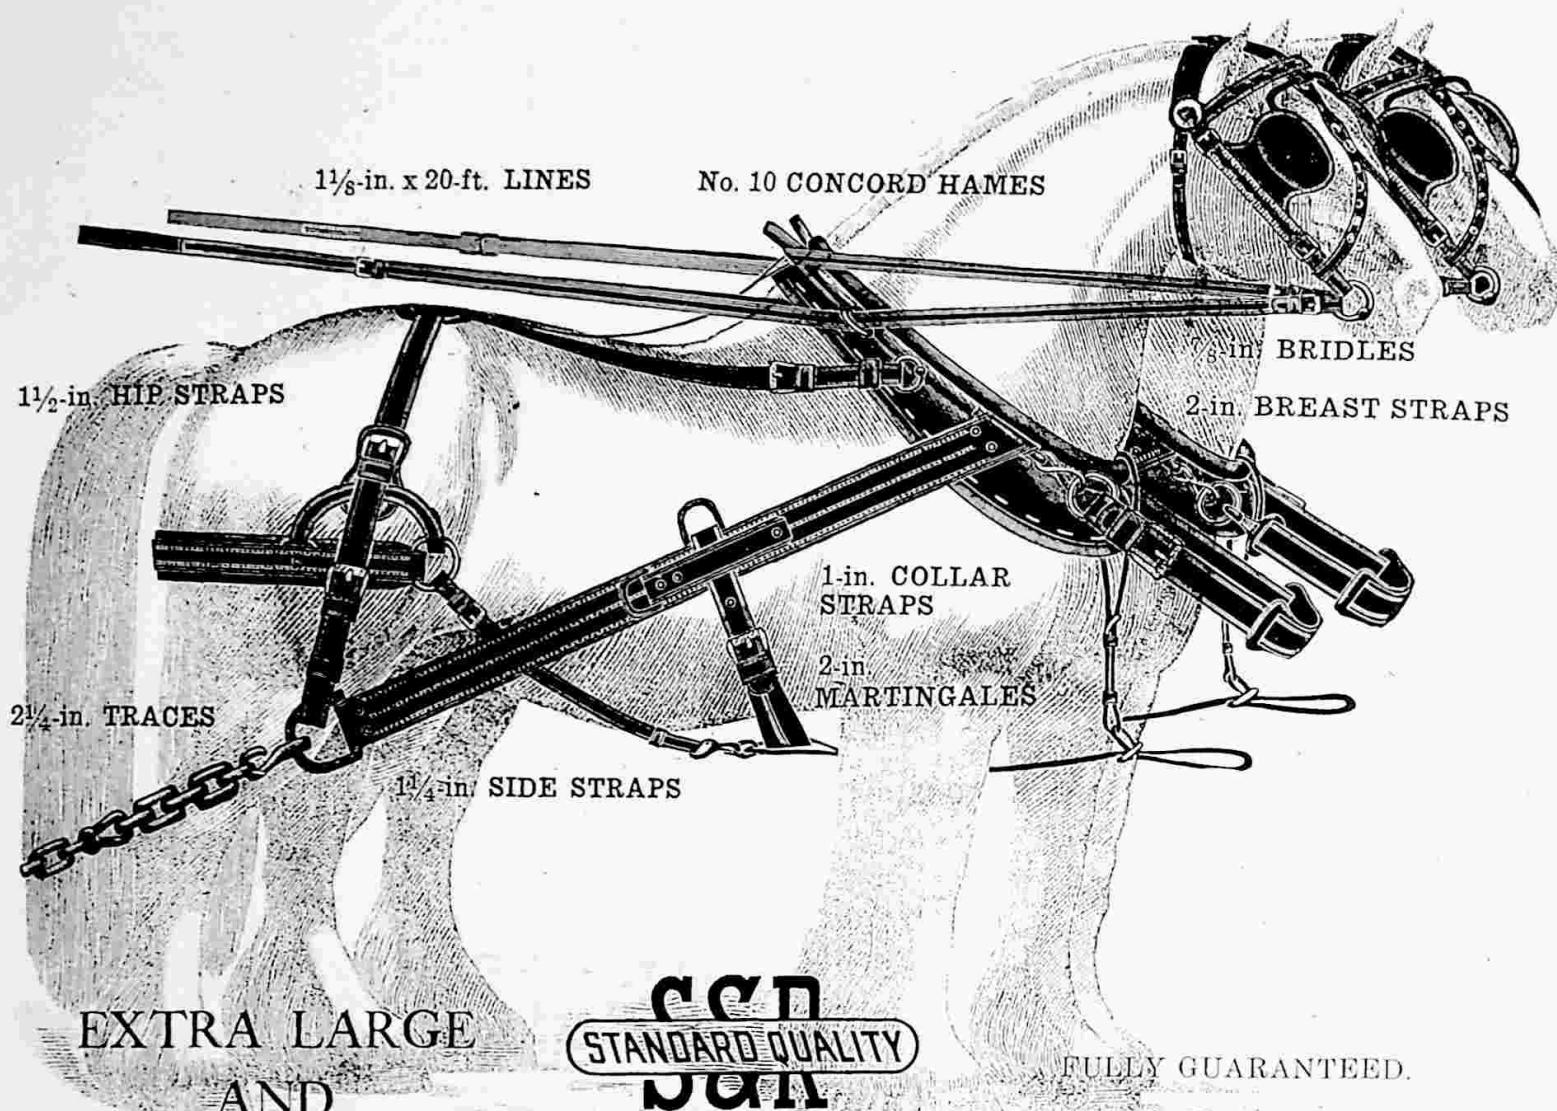 1⅛-in. x 20-ft. LINES
No. 10 CONCORD HAMES
⅞-in. BRIDLES
1½-in. HIP STRAPS
2-in. BREAST STRAPS
1-in. COLLAR
STRAPS
2-in.
MARTINGALES
2¼-in. TRACES
1¼-in. SIDE STRAPS
EXTRA LARGE
AND
S&R
STANDARD QUALITY
FULLY GUARANTEED.